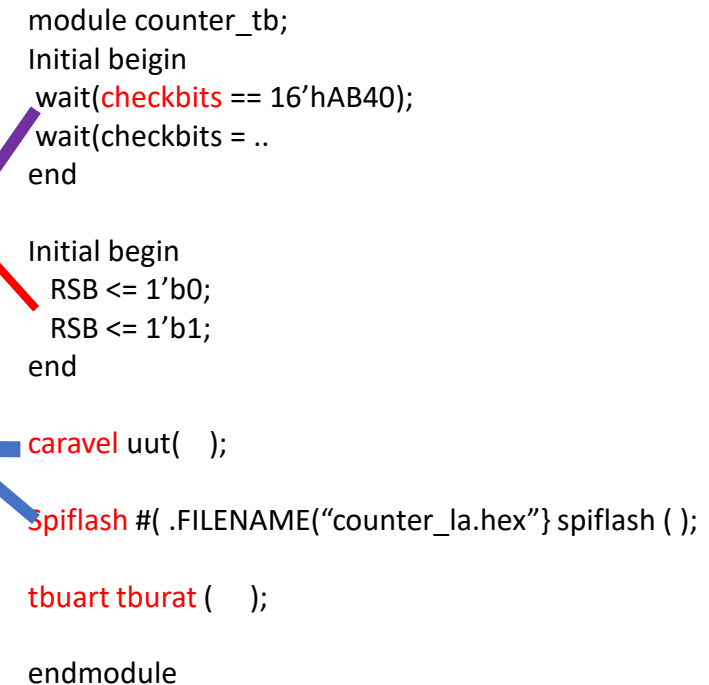 module counter_tb;
Initial beigin
wait(checkbits == 16’hAB40);
wait(checkbits = ..
end
Initial begin
RSB <= 1’b0;
RSB <= 1’b1;
end
caravel uut( );
Spiflash #( .FILENAME(“counter_la.hex”} spiflash ( );
tbuart tburat ( );
endmodule